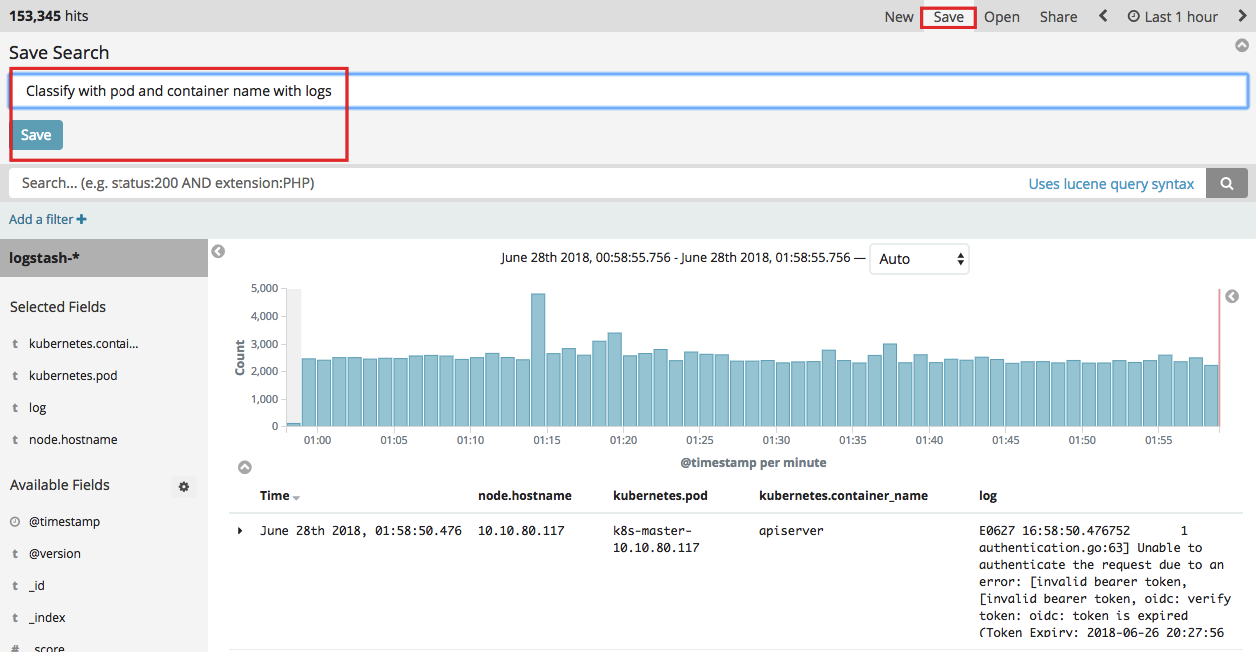 153,345 hits
New Save Open Share Last 1 hour
Save Search
Classify with pod and container name with logs
Save
Search... (e.g. status:200 AND extension:PHP)
Uses lucene query syntax
Add a filter
logstash-*
Selected Fields
t kubernetes.contai...
t kubernetes.pod
t log
t node.hostname
Available Fields
@timestamp
t @version
t _id
t _index
# _score
June 28th 2018, 00:58:55.756 - June 28th 2018, 01:58:55.756 —
Auto
Count
5,000
4,000
3,000
2,000
1,000
0
01:00 01:05 01:10 01:15 01:20 01:25 01:30 01:35 01:40 01:45 01:50 01:55
@timestamp per minute
Time node.hostname kubernetes.pod kubernetes.container_name log
June 28th 2018, 01:58:50.476 10.10.80.117 k8s-master- apiserver E0627 16:58:50.476752 1
10.10.80.117 authentication.go:63] Unable to
authenticate the request due to an
error: [invalid bearer token,
[invalid bearer token, oidc: verify
token: oidc: token is expired
(Token Expiry: 2018-06-26 20:27:56